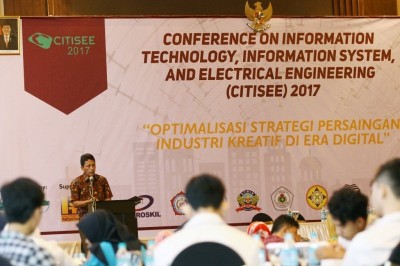 CITISEE
2017
CONFERENCE ON INFORMATION
TECHNOLOGY, INFORMATION SYSTEM,
AND ELECTRICAL ENGINEERING
(CITISEE) 2017
"OPTIMALISASI STRATEGI PERSAINGAN
INDUSTRI KREATIF DI ERA DIGITAL"
ROSKIL